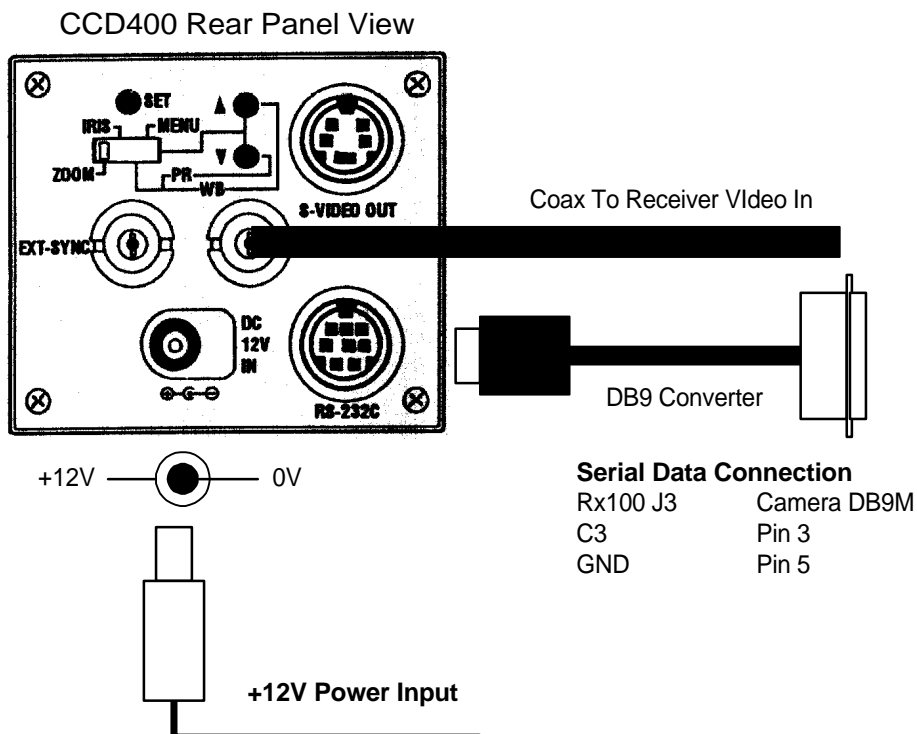 CCD400 Rear Panel View
SET
IRIS
MENU
ZOOM
PR
WB
S-VIDEO OUT
Coax To Receiver VIdeo In
EXT-SYNC
DC
12V
IN
RS-232C
DB9 Converter
+12V
0V
Serial Data Connection
Rx100 J3 Camera DB9M
C3 Pin 3
GND Pin 5
+12V Power Input